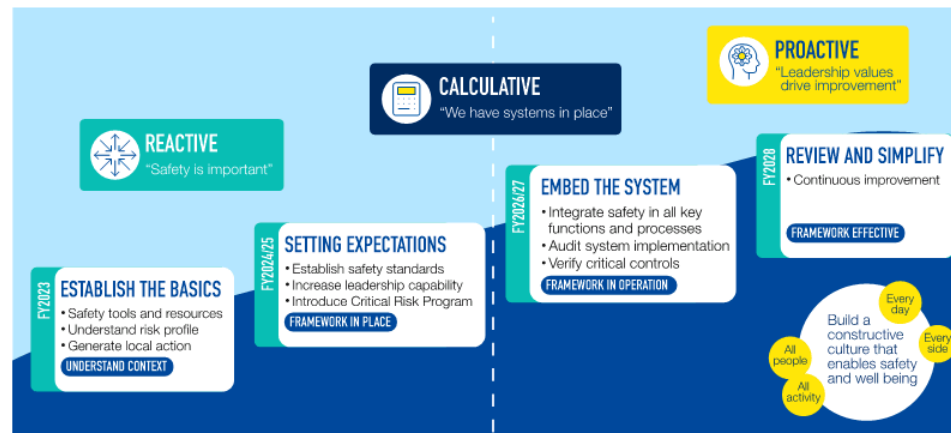 PROACTIVE
“Leadership values
drive improvement”
CALCULATIVE
“We have systems in place”
REACTIVE
“Safety is important”
FY2023
ESTABLISH THE BASICS
• Safety tools and resources
• Understand risk profile
• Generate local action
UNDERSTAND CONTEXT
FY2024/25
SETTING EXPECTATIONS
• Establish safety standards
• Increase leadership capability
• Introduce Critical Risk Program
FRAMEWORK IN PLACE
FY2026/27
EMBED THE SYSTEM
• Integrate safety in all key
functions and processes
• Audit system implementation
• Verify critical controls
FRAMEWORK IN OPERATION
FY2028
REVIEW AND SIMPLIFY
• Continuous improvement
FRAMEWORK EFFECTIVE
Build a
constructive
culture that
enables safety
and well being
Every
day
Every
side
All
people
All
activity